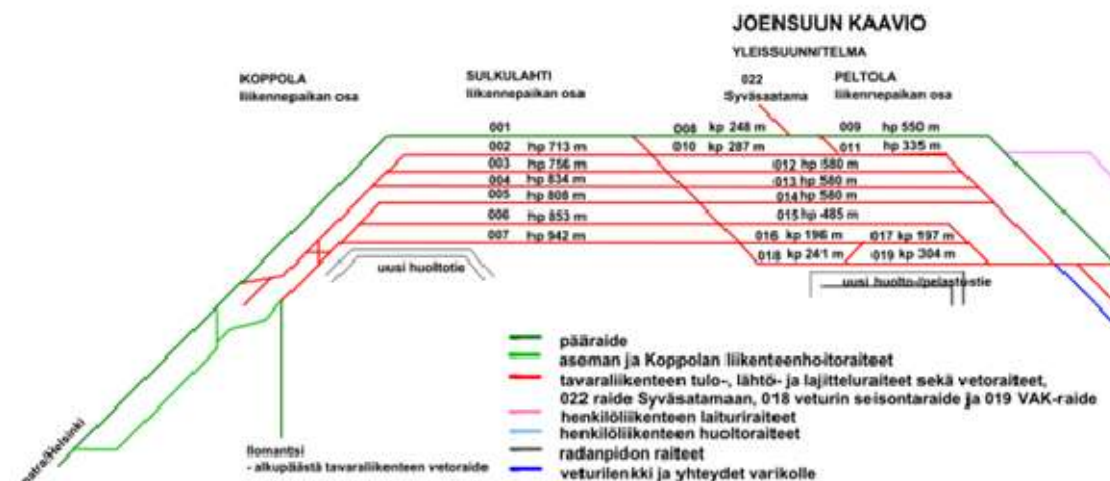 JOENSUUN KAAVIO
YLEISSUUNNITELMA
KOPPOLA
liikennepaikan osa
SULKULAHTI
liikennepaikan osa
022
Syväsatama
PELTOLA
liikennepaikan osa
001
008 kp 248 m
009 hp 550 m
002 hp 713 m
010 kp 287 m
011 hp 335 m
003 hp 756 m
012 hp 580 m
004 hp 834 m
013 hp 580 m
005 hp 808 m
014 hp 580 m
006 hp 853 m
015 hp 485 m
007 hp 942 m
016 kp 196 m
017 kp 197 m
018 kp 241 m
019 kp 304 m
uusi huoltotie
uusi huolto-/pelastustie
pääraide
aseman ja Koppolan liikenteenhoitoraiteet
tavaraliikenteen tulo-, lähtö- ja lajitteluraiteet sekä vetoraiteet,
022 raide Syväsatamaan, 018 veturin seisontaraide ja 019 VAK-raide
henkilöliikenteen laituriraiteet
henkilöliikenteen huoltoraiteet
radanpidon raiteet
veturilenkki ja yhteydet varikolle
Ilomantsi
- alkupäästä tavaraliikenteen vetoraide
matra/Helsinki